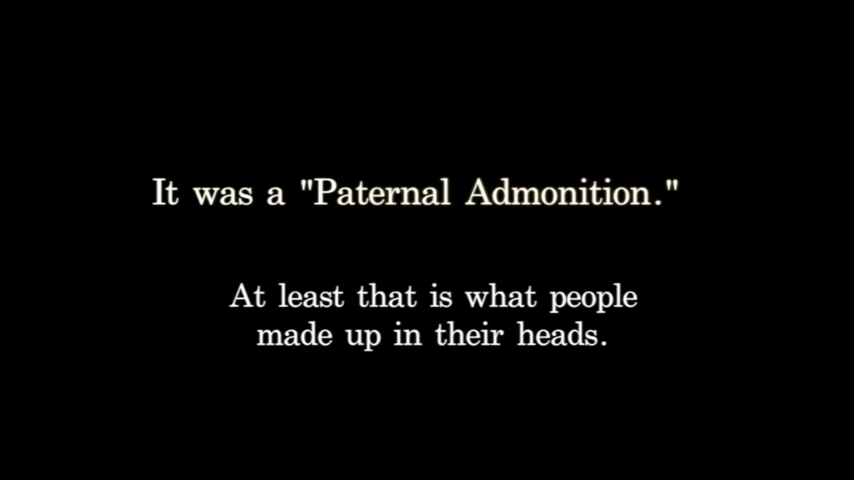 It was a "Paternal Admonition."
At least that is what people
made up in their heads.